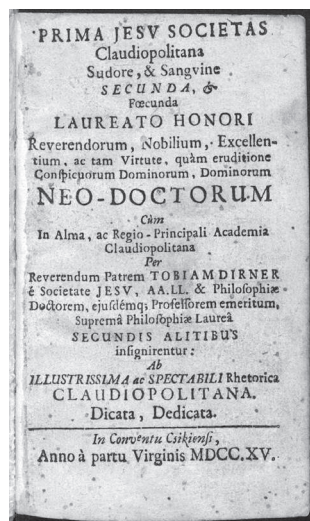 PRIMA JESV SOCIETAS
Claudiopolitana
Sudore, & Sangvine
SECUNDA, &
Fœcunda
LAUREATO HONORI
Reverendorum, Nobilium, Excellen-
tium, ac tam Virtute, quàm eruditione
Conſpicuorum Dominorum, Dominorum
NEO-DOCTORUM
Cùm
In Alma, ac Regio-Principali Academia
Claudiopolitana
Per
Reverendum Patrem TOBIAM DIRNER
é Societate JESV, AA.LL. & Philoſophiæ
Doctorem, ejuſdémq; Profeſſorem emeritum,
Supremâ Philoſophiæ Laureâ
SECUNDIS ALITIBUS
inſignirentur:
Ab
ILLUSTRISSIMA ac SPECTABILI Rhetorica
CLAUDIOPOLITANA.
Dicata, Dedicata.
In Conventu Csikienſi,
Anno à partu Virginis MDCC.XV.